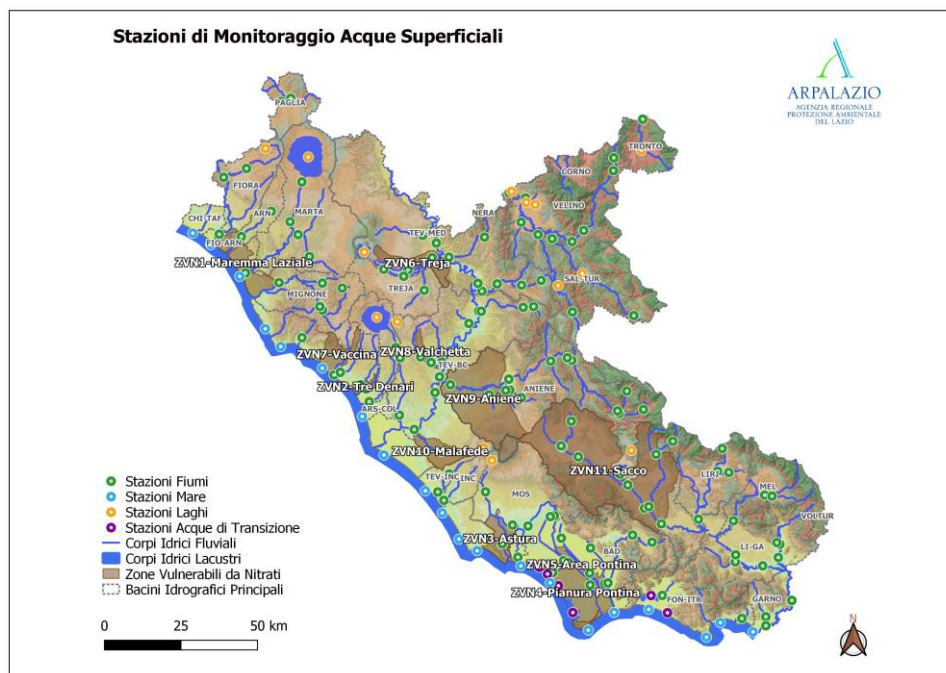 Stazioni di Monitoraggio Acque Superficiali
ARPALAZIO
AGENZIA REGIONALE
PROTEZIONE AMBIENTALE
DEL LAZIO
PAGLIA
TRONTO
CORNO
FIORA
VELINO
ARN
MARTA
NERA
CHI-TAF
TEV-MED
FIO-ARN
ZVN1-Maremma Laziale
ZVN6-Treja
SAL-TUR
TREJA
MIGNONE
ZVN7-Vaccina
ZVN8-Valchetta
TEV-BC
ZVN2-Tre Denari
ANIENE
ZVN9-Aniene
ARS-COL
ZVN10-Malafede
ZVN11-Sacco
LIRI
TEV-INC
INC
MEL
MOS
VOLTUR
ZVN3-Astura
LI-GA
BAD
ZVN5-Area Pontina
ZVN4-Pianura Pontina
FON-ITR
GARNO
Stazioni Fiumi
Stazioni Mare
Stazioni Laghi
Stazioni Acque di Transizione
Corpi Idrici Fluviali
Corpi Idrici Lacustri
Zone Vulnerabili da Nitrati
Bacini Idrografici Principali
0 25 50 km
N